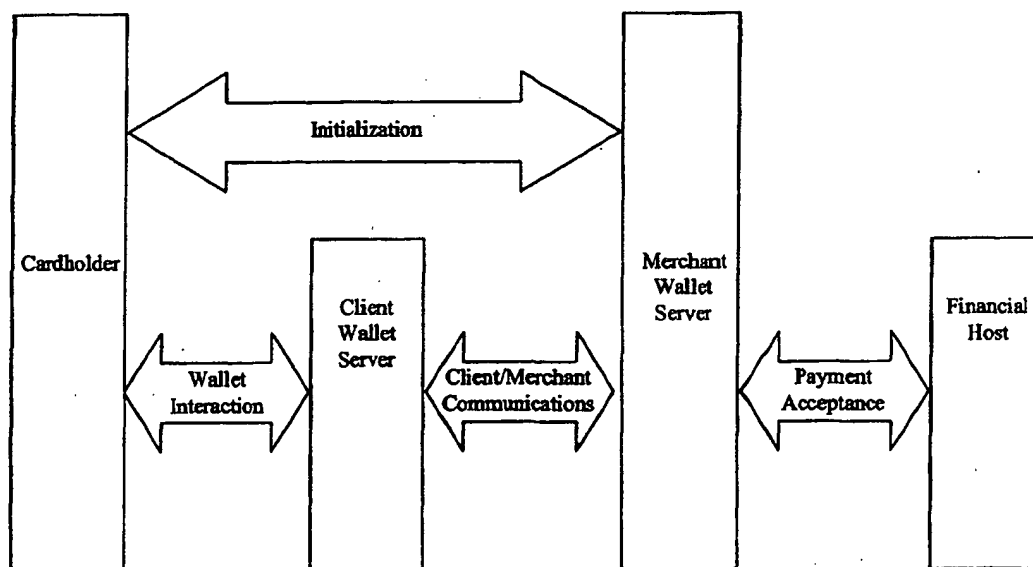 Initialization
Cardholder
Client
Wallet
Server
Merchant
Wallet
Server
Financial
Host
Wallet
Interaction
Client/Merchant
Communications
Payment
Acceptance